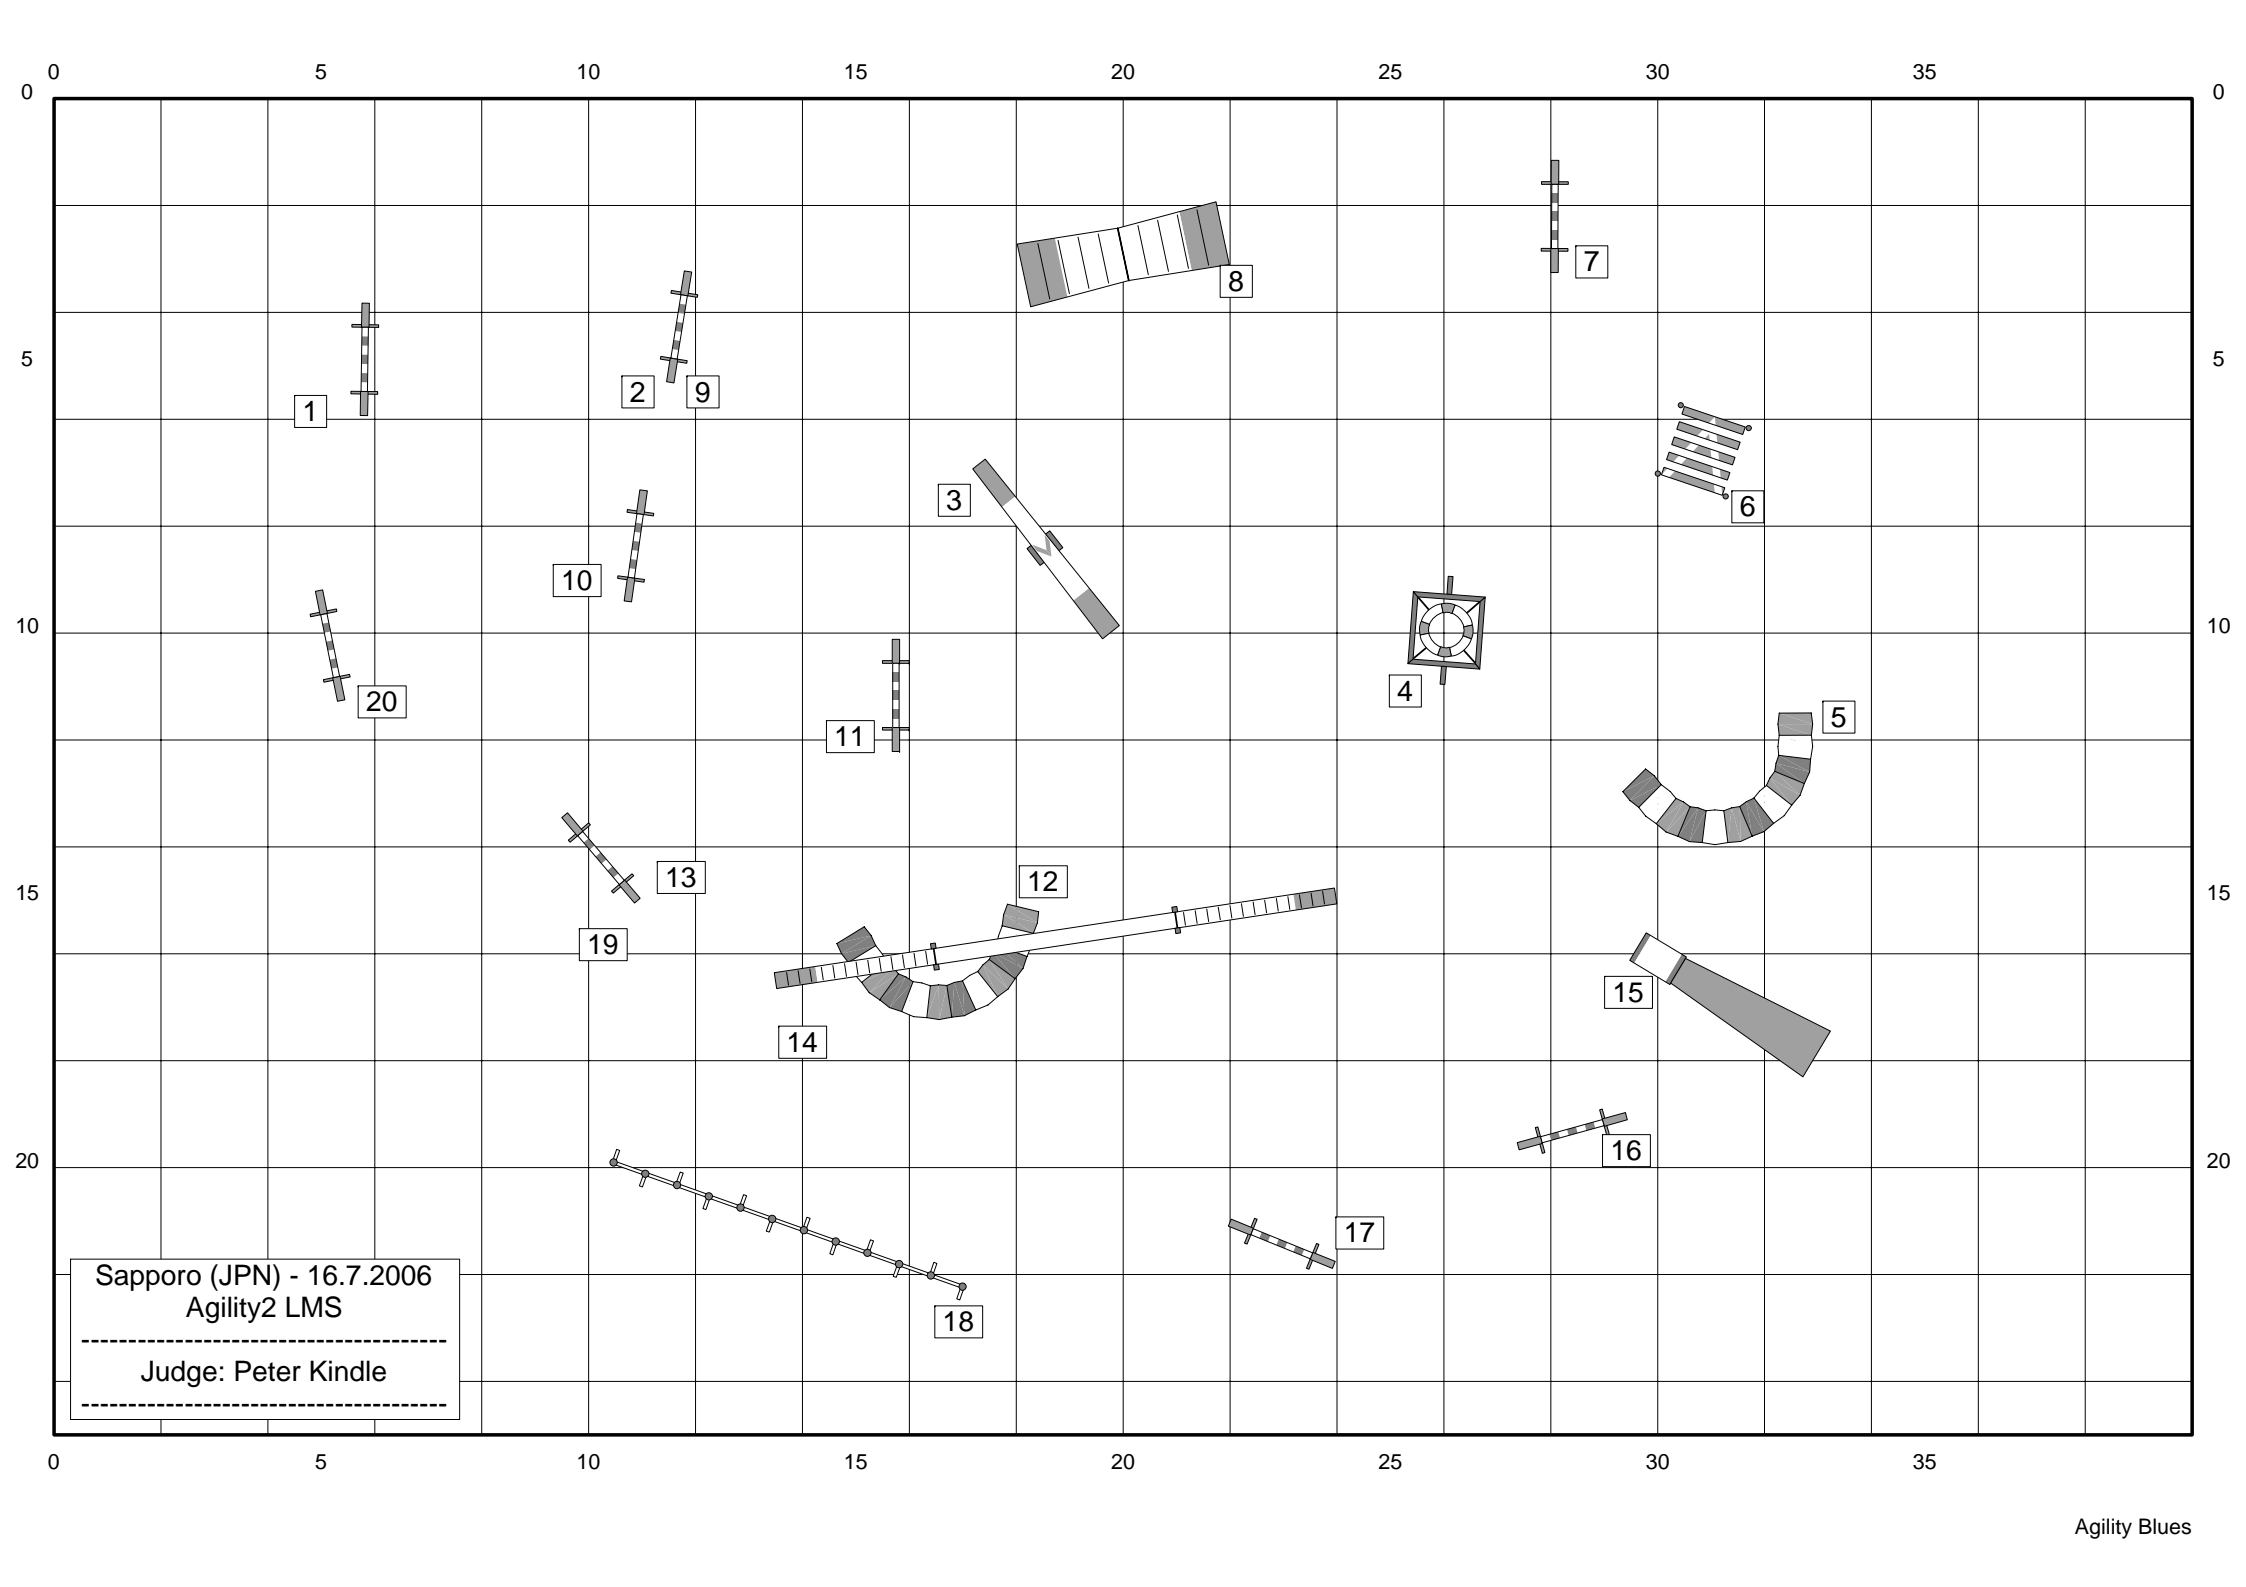 0 5 10 15 20 25 30 35
0 0
7
8
5 2 9 5
1
3 6
10
10 4 10
20 5
11
13 12
15 15
19 15
14
16
20 20
17
18
Sapporo (JPN) - 16.7.2006
Agility2 LMS
------------------------------------
Judge: Peter Kindle
------------------------------------
0 5 10 15 20 25 30 35
Agility Blues